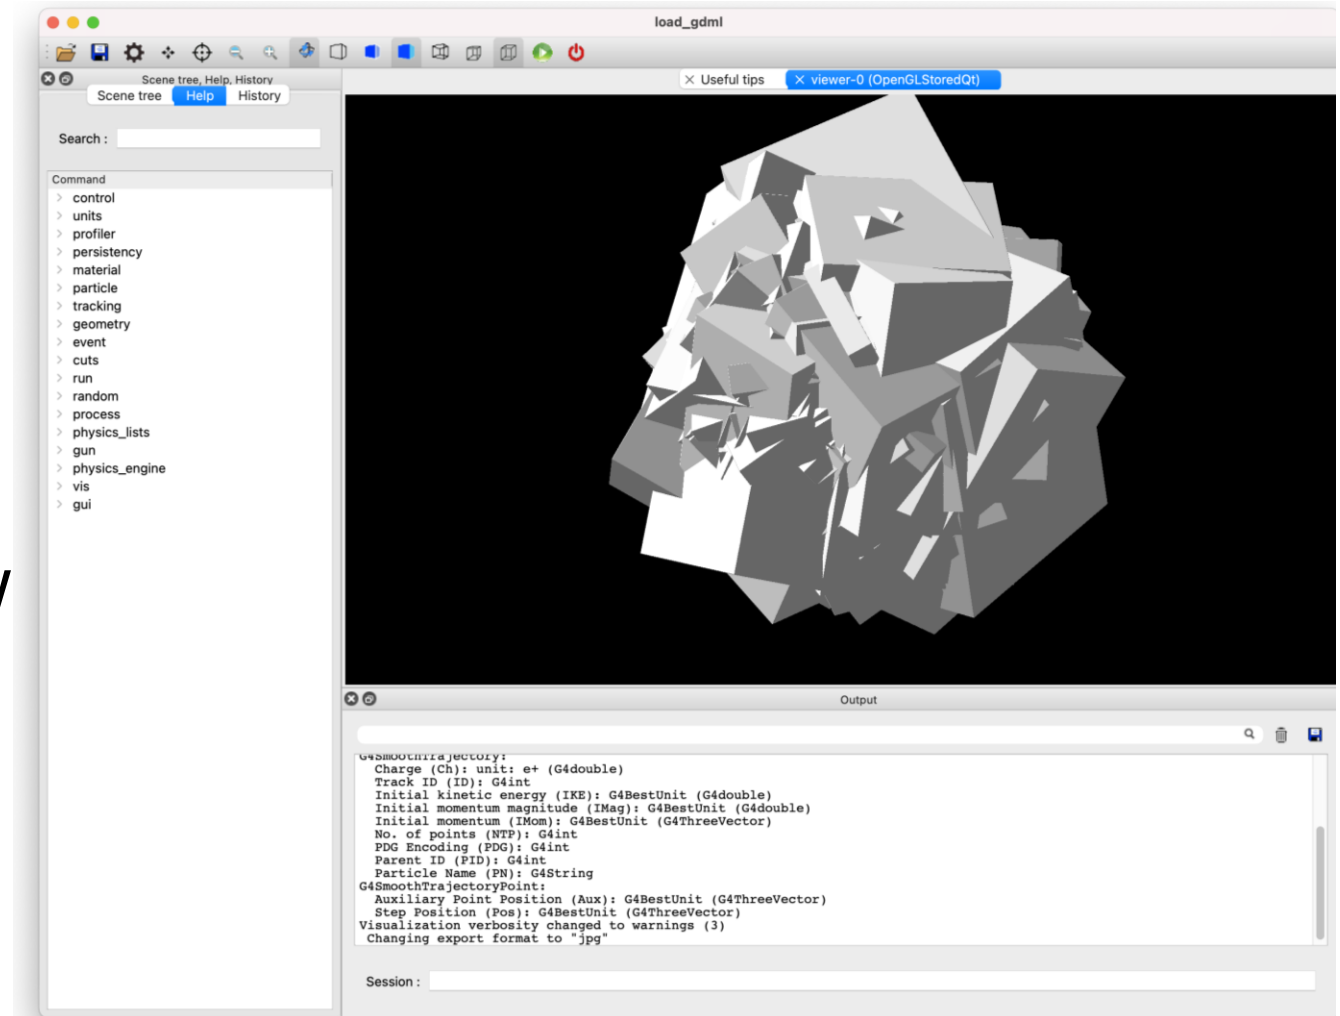 load_gdml
Scene tree, Help, History
Scene tree Help History
Search :
Command
control
units
profiler
persistency
material
particle
tracking
geometry
event
cuts
run
random
process
physics_lists
gun
physics_engine
vis
gui
Useful tips
viewer-0 (OpenGLStoredQt)
Output
G4SmoothTrajectory:
Charge (Ch): unit: e+ (G4double)
Track ID (ID): G4int
Initial kinetic energy (IKE): G4BestUnit (G4double)
Initial momentum magnitude (IMag): G4BestUnit (G4double)
Initial momentum (IMom): G4BestUnit (G4ThreeVector)
No. of points (NTP): G4int
PDG Encoding (PDG): G4int
Parent ID (PID): G4int
Particle Name (PN): G4String
G4SmoothTrajectoryPoint:
Auxiliary Point Position (Aux): G4BestUnit (G4ThreeVector)
Step Position (Pos): G4BestUnit (G4ThreeVector)
Visualization verbosity changed to warnings (3)
Changing export format to "jpg"
Session :